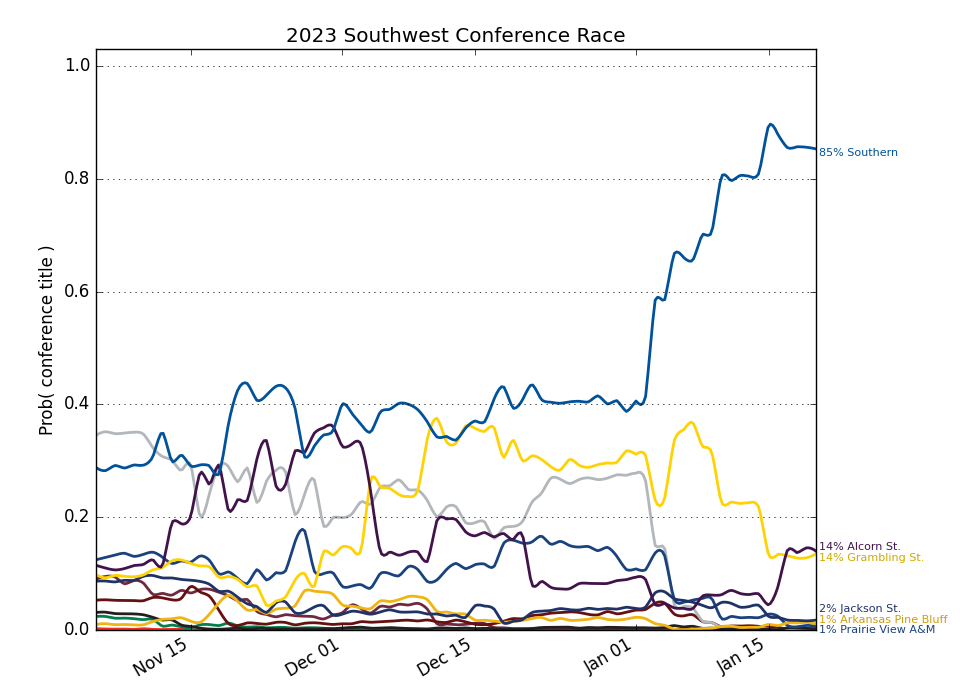 2023 Southwest Conference Race
1.0
0.8
0.6
0.4
0.2
0.0
Prob( conference title )
Nov 15
Dec 01
Dec 15
Jan 01
Jan 15
85% Southern
14% Alcorn St.
14% Grambling St.
2% Jackson St.
1% Arkansas Pine Bluff
1% Prairie View A&M